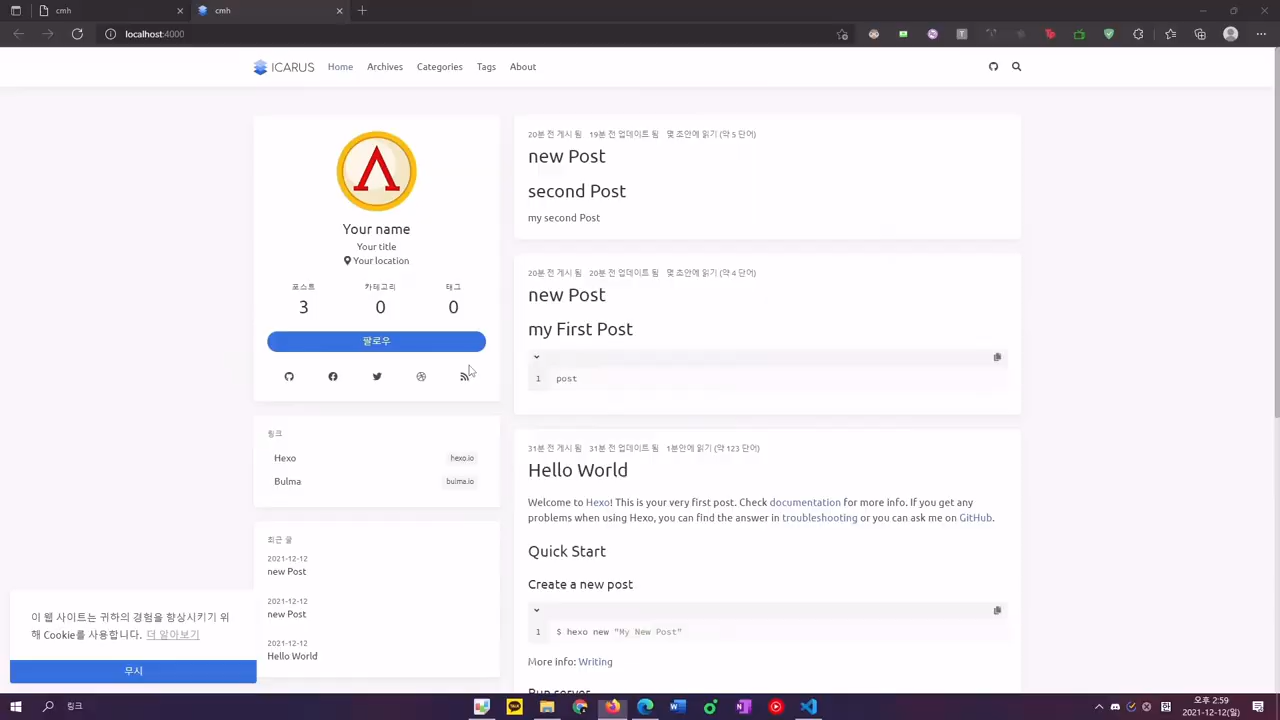 cmh
cmh
localhost:4000
ICARUS Home Archives Categories Tags About
Your name
Your title
Your location
포스트 카테고리 태그
3 0 0
팔로우
링크
Hexo hexo.io
Bulma bulma.io
최근 글
2021-12-12
new Post
2021-12-12
new Post
2021-12-12
Hello World
20분 전 게시 됨 19분 전 업데이트 됨 몇 초안에 읽기 (약 5 단어)
new Post
second Post
my second Post
20분 전 게시 됨 20분 전 업데이트 됨 몇 초안에 읽기 (약 4 단어)
new Post
my First Post
1 post
31분 전 게시 됨 31분 전 업데이트 됨 1분안에 읽기 (약 123 단어)
Hello World
Welcome to Hexo! This is your very first post. Check documentation for more info. If you get any
problems when using Hexo, you can find the answer in troubleshooting or you can ask me on GitHub.
Quick Start
Create a new post
1 $ hexo new "My New Post"
More info: Writing
Run server
이 웹 사이트는 귀하의 경험을 향상시키기 위
해 Cookie를 사용합니다. 더 알아보기
무시
링크
오후 2:59
2021-12-12(일)